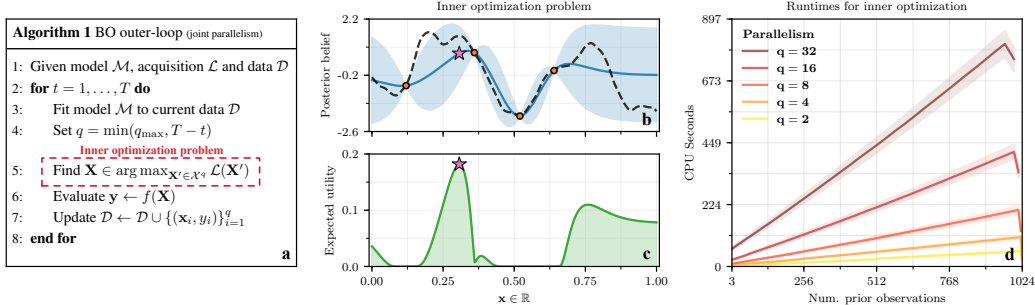 Algorithm 1 BO outer-loop (joint parallelism)
1: Given model M, acquisition L and data D
2: for t = 1, . . . , T do
3: Fit model M to current data D
4: Set q = min(q_max, T − t)
Inner optimization problem
5: Find X ∈ arg max_{X′∈𝒳^q} L(X′)
6: Evaluate y ← f(X)
7: Update D ← D ∪ {(x_i, y_i)}_{i=1}^q
8: end for
a
Inner optimization problem
Posterior belief
2.2
-0.2
-2.6
b
Expected utility
0.2
0.1
0.0
c
0.00
0.25
0.50
0.75
1.00
x ∈ ℝ
Runtimes for inner optimization
CPU Seconds
897
673
449
224
0
Parallelism
q = 32
q = 16
q = 8
q = 4
q = 2
d
3
256
512
768
1024
Num. prior observations